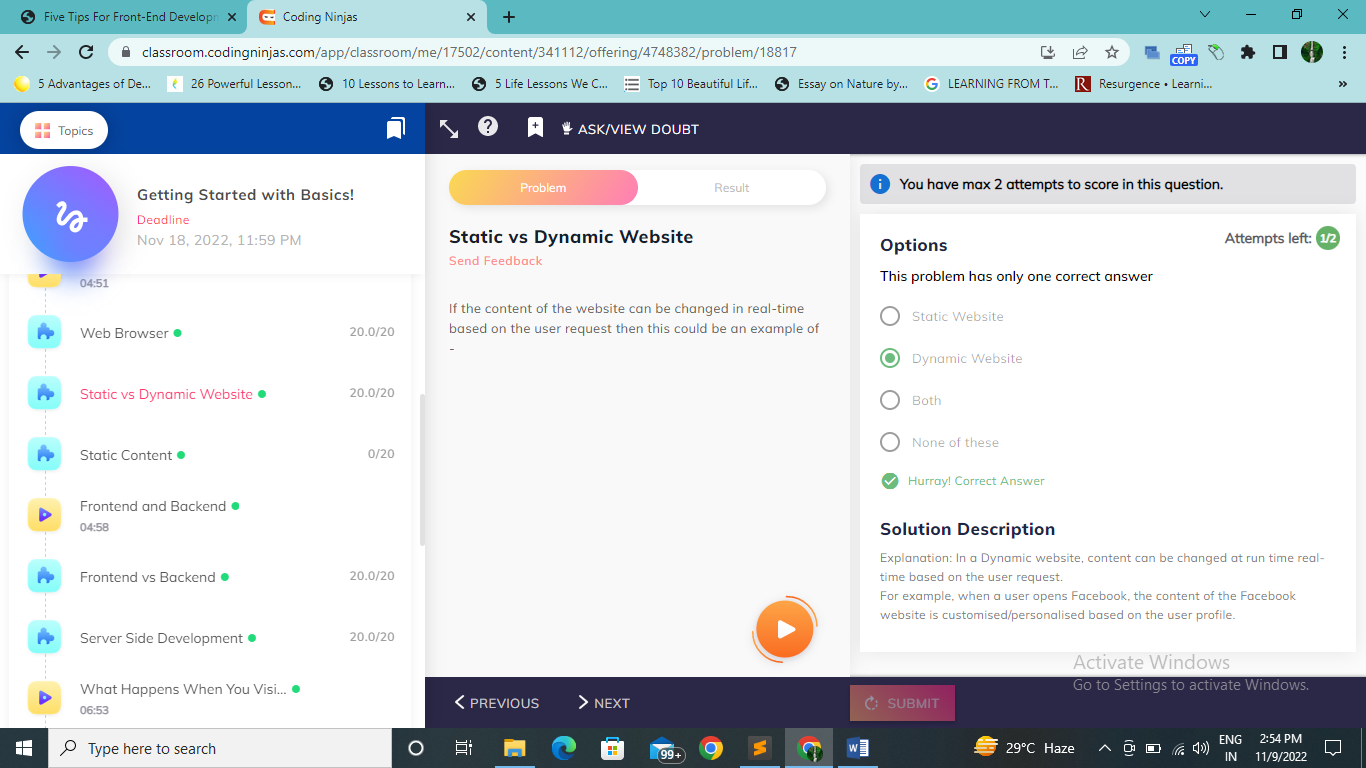 Five Tips For Front-End Developm
Coding Ninjas
classroom.codingninjas.com/app/classroom/me/17502/content/341112/offering/4748382/problem/18817
COPY
5 Advantages of De...
26 Powerful Lesson...
10 Lessons to Learn...
5 Life Lessons We C...
Top 10 Beautiful Lif...
Essay on Nature by...
LEARNING FROM T...
Resurgence • Learni...
Topics
ASK/VIEW DOUBT
Getting Started with Basics!
Deadline
Nov 18, 2022, 11:59 PM
04:51
Web Browser 20.0/20
Static vs Dynamic Website 20.0/20
Static Content 0/20
Frontend and Backend
04:58
Frontend vs Backend 20.0/20
Server Side Development 20.0/20
What Happens When You Visi...
06:53
Problem
Result
Static vs Dynamic Website
Send Feedback
If the content of the website can be changed in real-time
based on the user request then this could be an example of
-
PREVIOUS
NEXT
You have max 2 attempts to score in this question.
Options
Attempts left: 1/2
This problem has only one correct answer
Static Website
Dynamic Website
Both
None of these
Hurray! Correct Answer
Solution Description
Explanation: In a Dynamic website, content can be changed at run time real-
time based on the user request.
For example, when a user opens Facebook, the content of the Facebook
website is customised/personalised based on the user profile.
Activate Windows
Go to Settings to activate Windows.
SUBMIT
Type here to search
99+
29°C Haze
ENG
IN
2:54 PM
11/9/2022